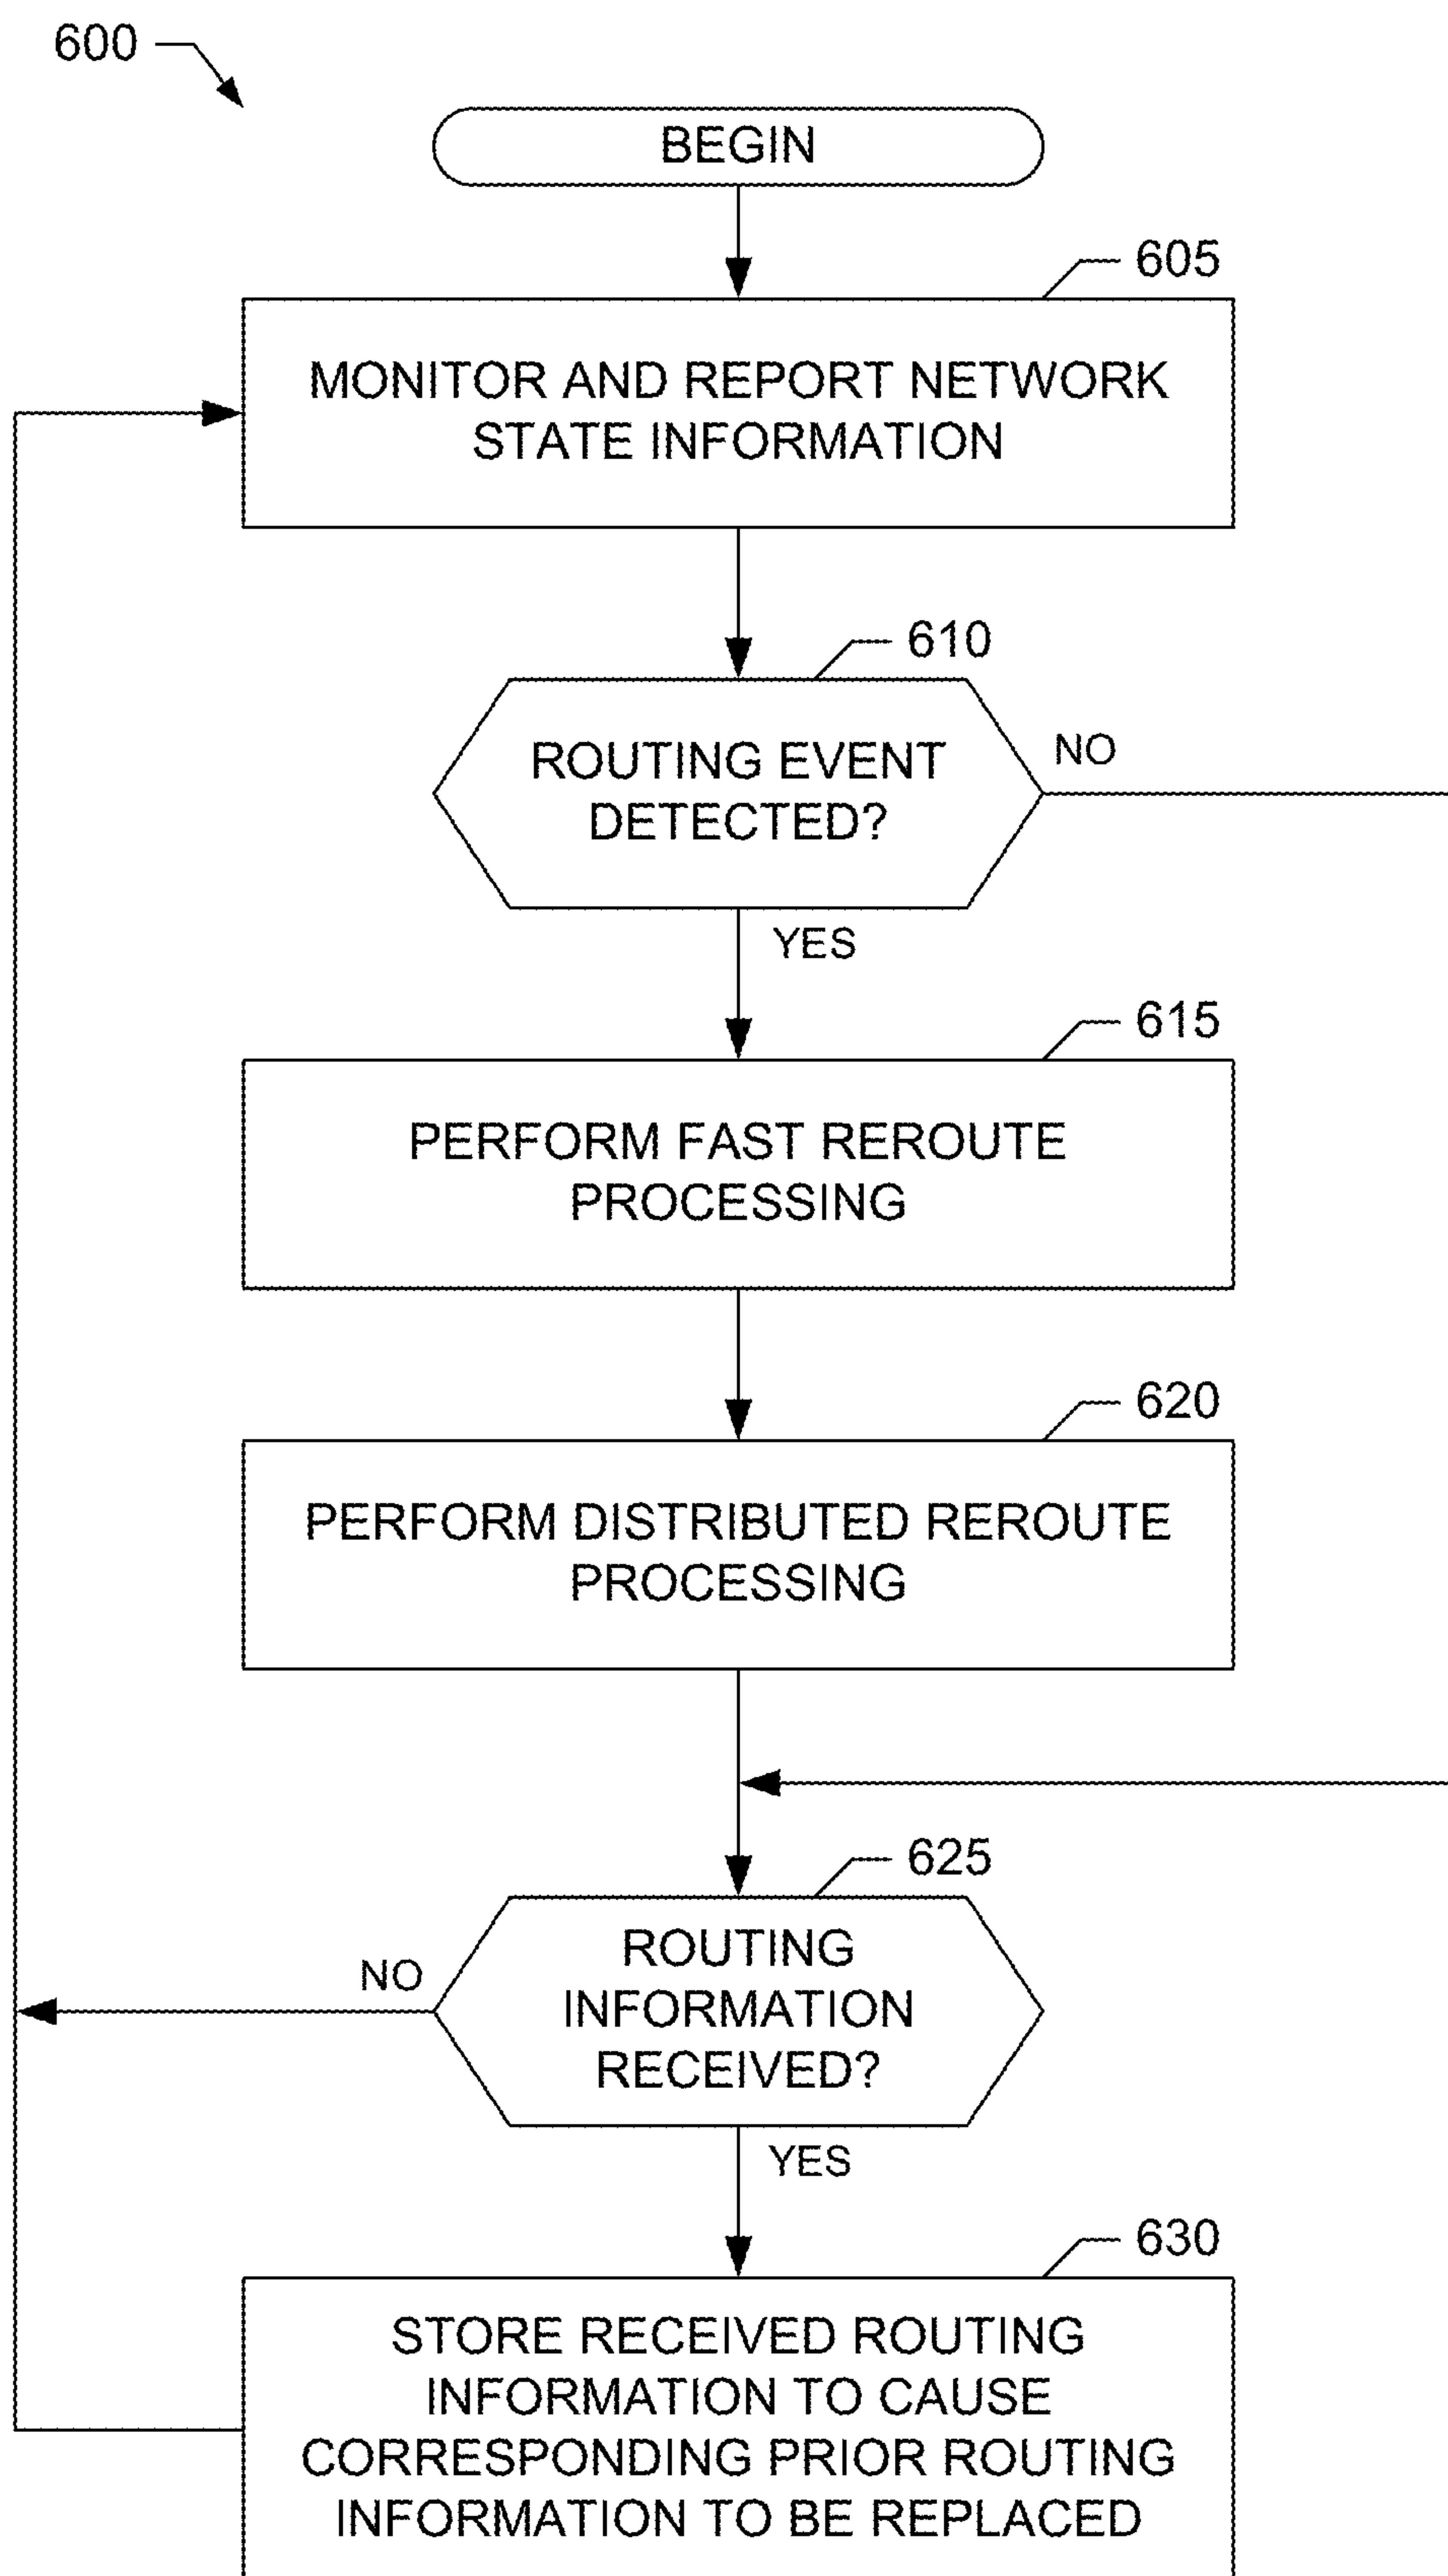 600
BEGIN
605
MONITOR AND REPORT NETWORK
STATE INFORMATION
610
ROUTING EVENT
DETECTED?
NO
YES
615
PERFORM FAST REROUTE
PROCESSING
620
PERFORM DISTRIBUTED REROUTE
PROCESSING
625
ROUTING
INFORMATION
RECEIVED?
NO
YES
630
STORE RECEIVED ROUTING
INFORMATION TO CAUSE
CORRESPONDING PRIOR ROUTING
INFORMATION TO BE REPLACED